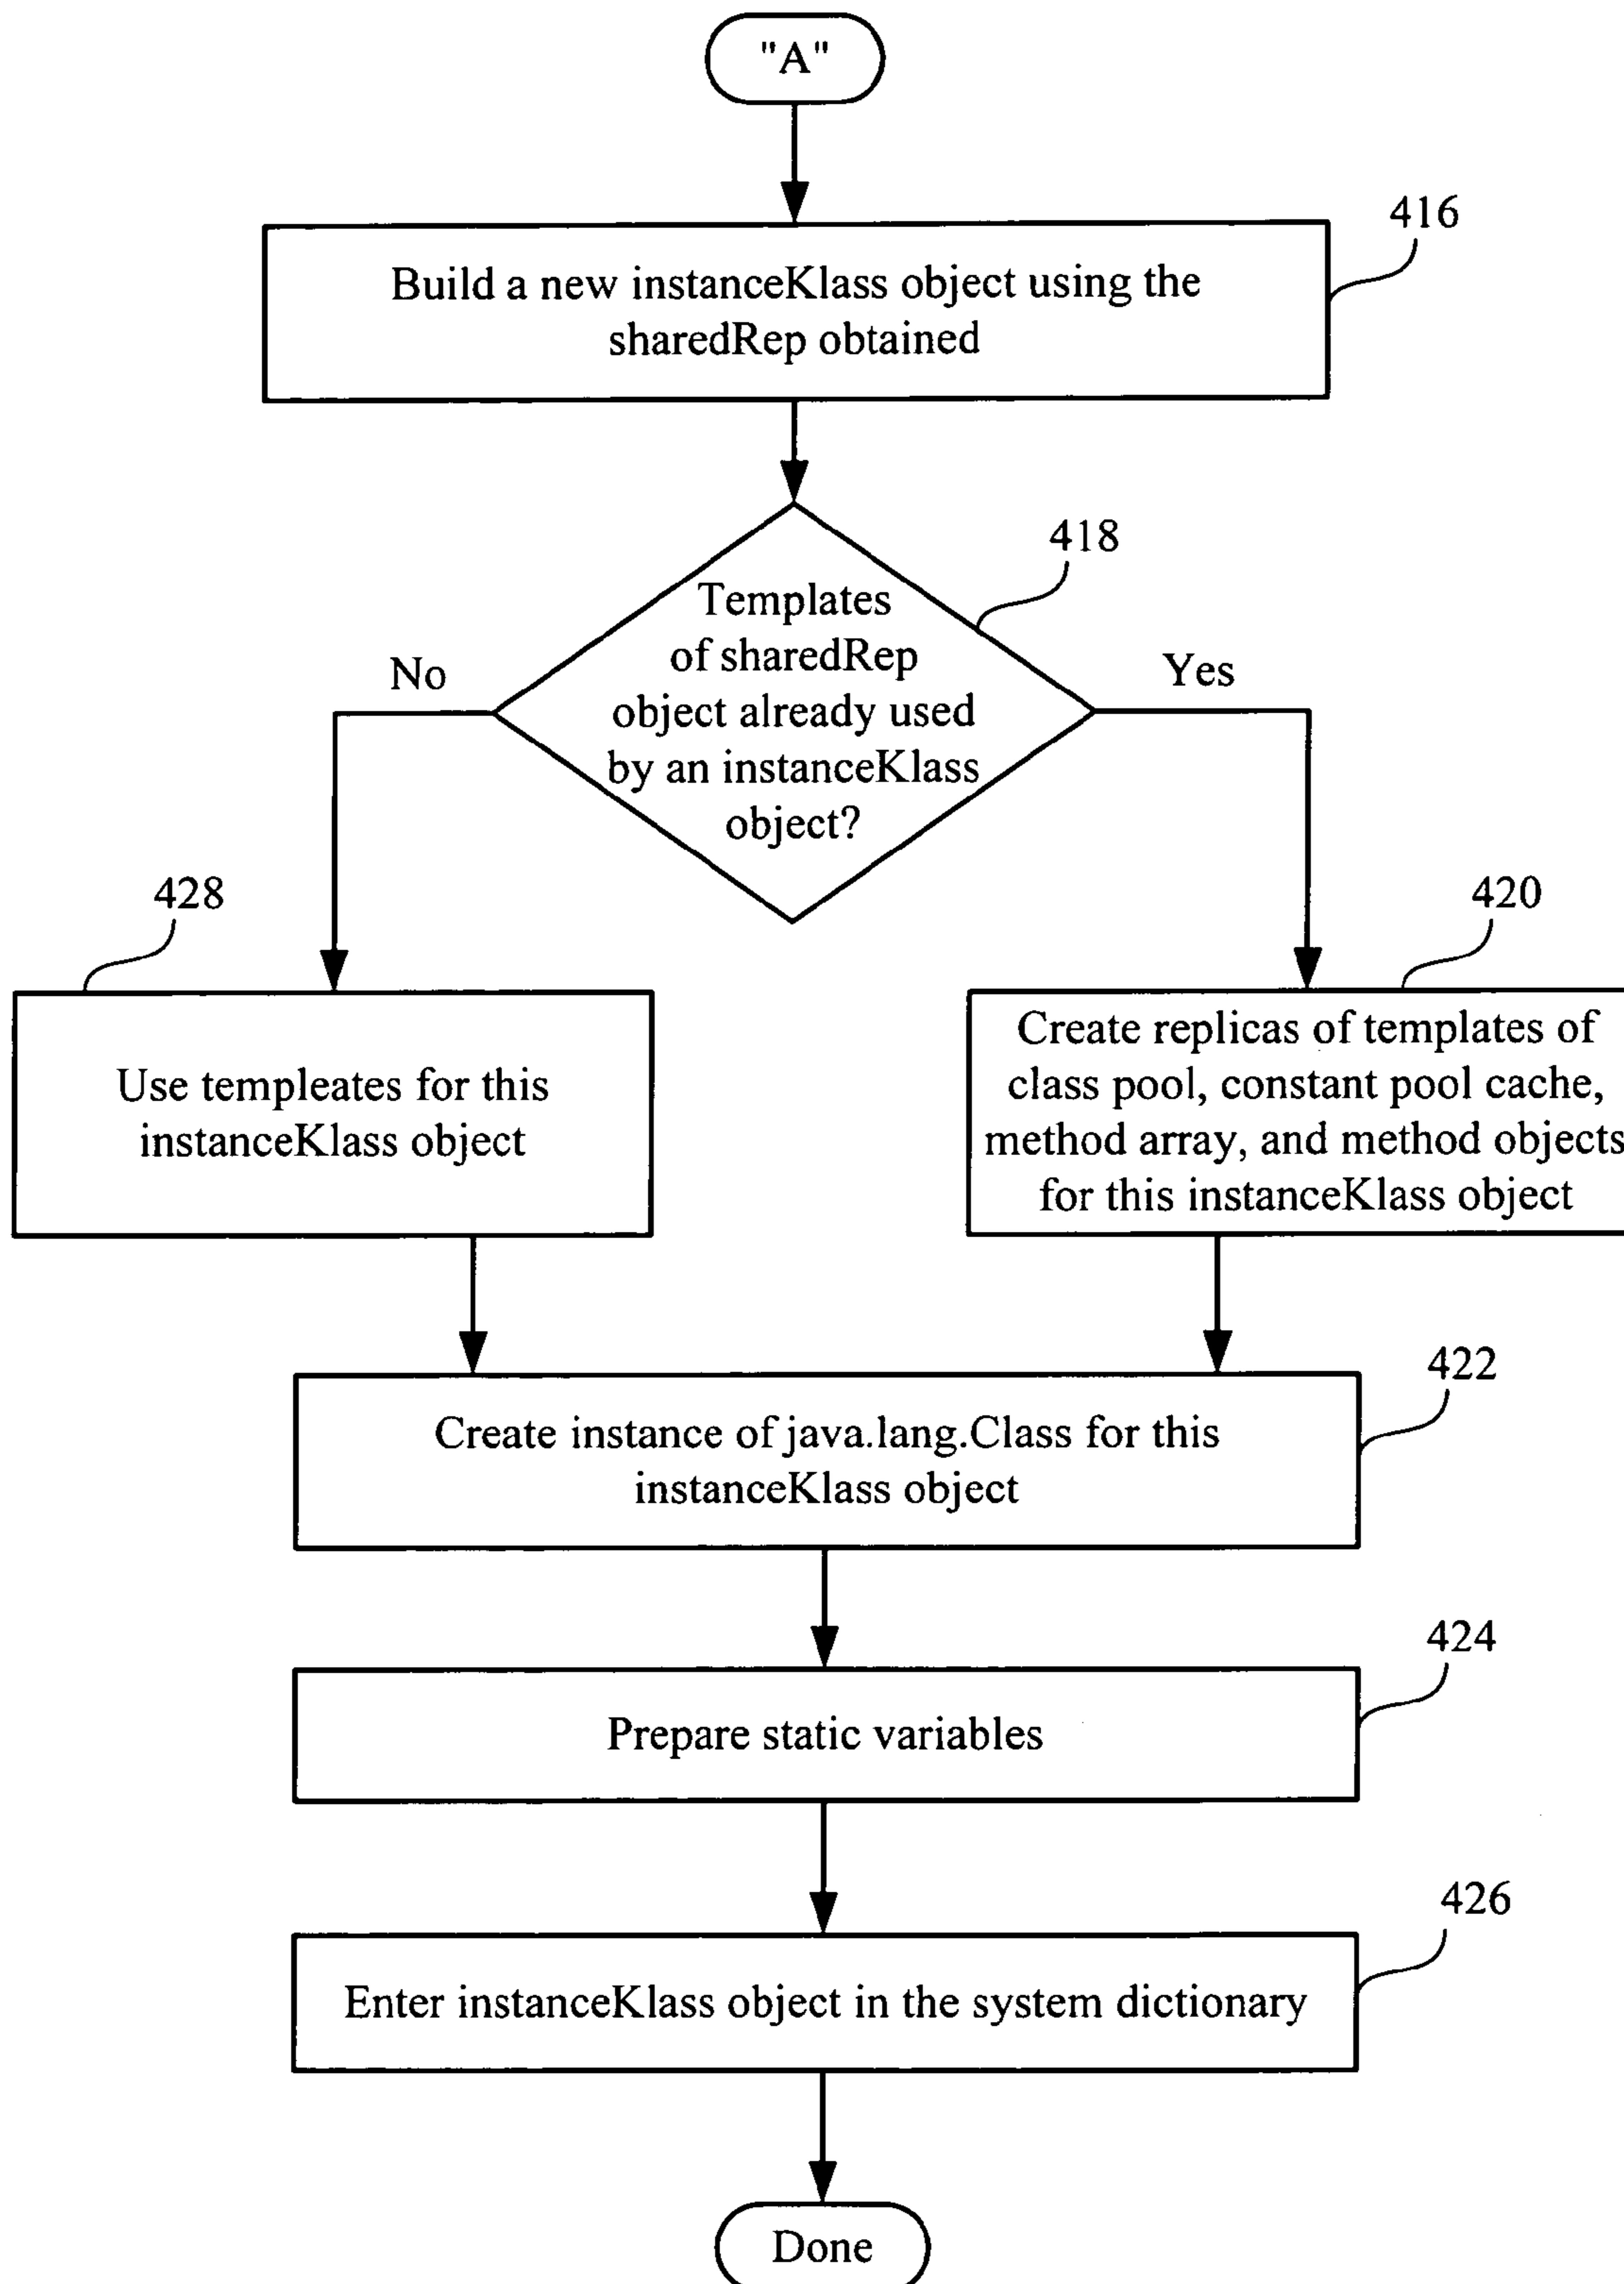 "A"
416
Build a new instanceKlass object using the
sharedRep obtained
418
Templates
of sharedRep
object already used
by an instanceKlass
object?
No
Yes
428
420
Use templeates for this
instanceKlass object
Create replicas of templates of
class pool, constant pool cache,
method array, and method objects
for this instanceKlass object
422
Create instance of java.lang.Class for this
instanceKlass object
424
Prepare static variables
426
Enter instanceKlass object in the system dictionary
Done